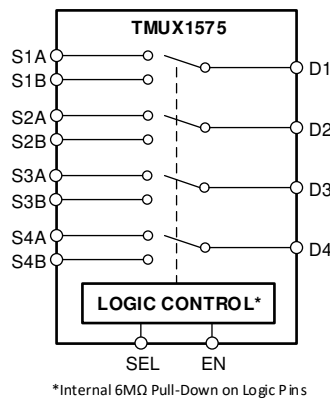 TMUX1575
S1A
S1B
D1
S2A
S2B
D2
S3A
S3B
D3
S4A
S4B
D4
LOGIC CONTROL*
SEL EN
*Internal 6MΩ Pull-Down on Logic Pins